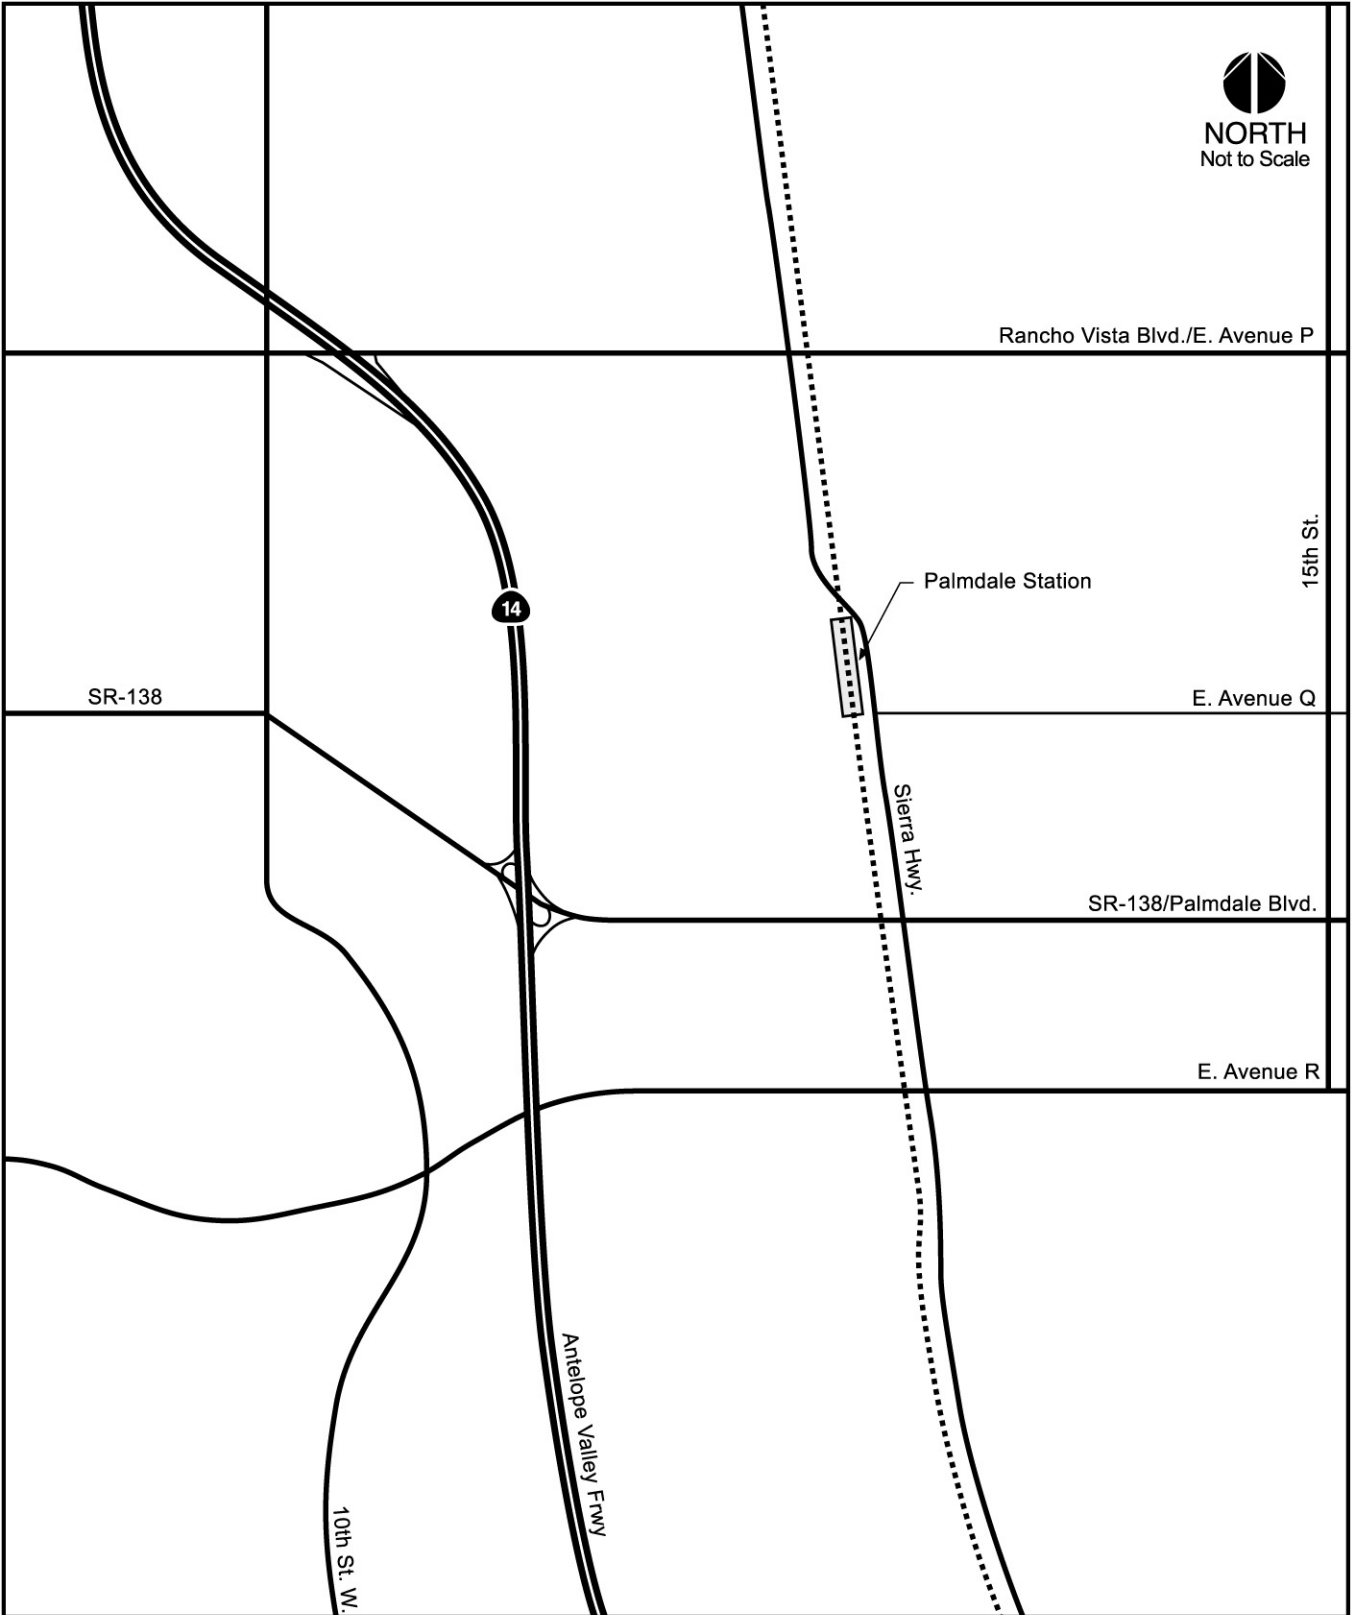 NORTH
Not to Scale
Rancho Vista Blvd./E. Avenue P
15th St.
Palmdale Station
14
SR-138
E. Avenue Q
Sierra Hwy.
SR-138/Palmdale Blvd.
E. Avenue R
Antelope Valley Frwy
10th St. W.